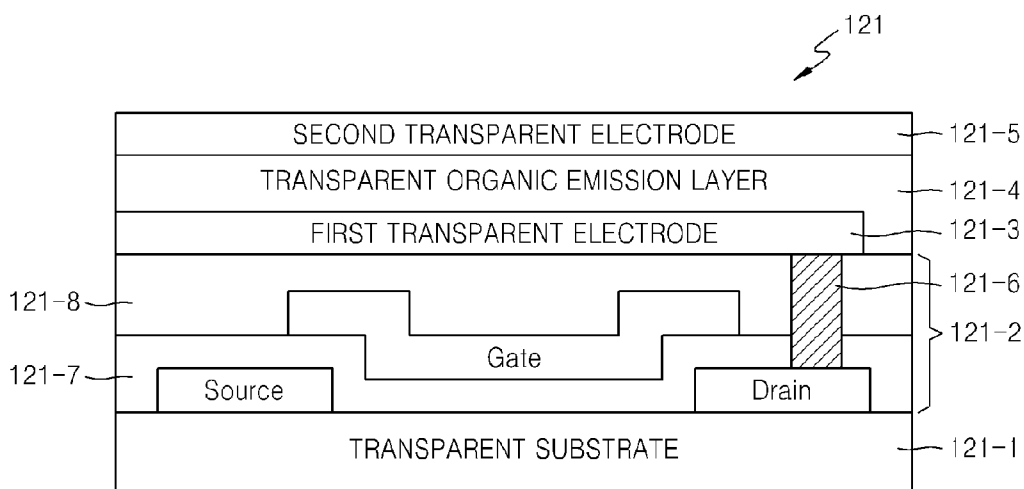 121
SECOND TRANSPARENT ELECTRODE
121-5
TRANSPARENT ORGANIC EMISSION LAYER
121-4
FIRST TRANSPARENT ELECTRODE
121-3
121-8
121-6
121-2
Gate
121-7
Source
Drain
TRANSPARENT SUBSTRATE
121-1